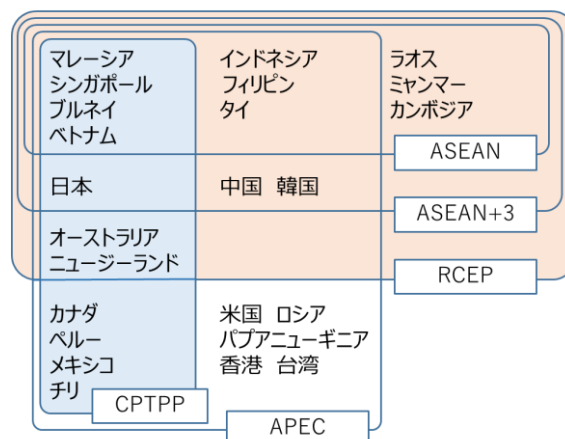 マレーシア
シンガポール
ブルネイ
ベトナム
インドネシア
フィリピン
タイ
ラオス
ミャンマー
カンボジア
ASEAN
日本
中国 韓国
ASEAN+3
オーストラリア
ニュージーランド
RCEP
カナダ
ペルー
メキシコ
チリ
米国 ロシア
パプアニューギニア
香港 台湾
CPTPP
APEC